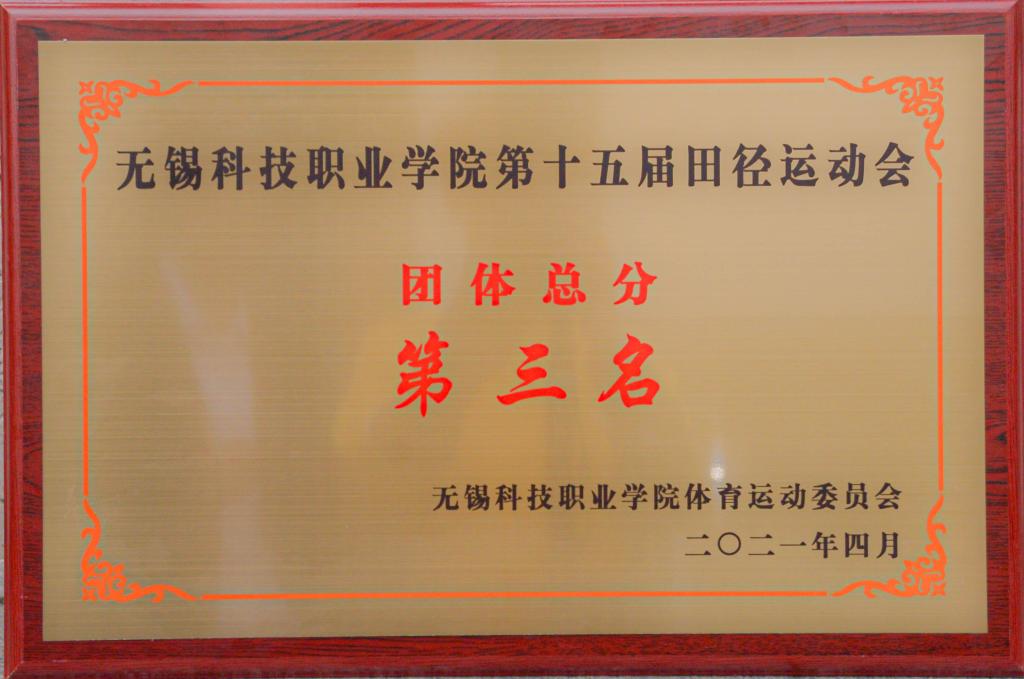 无锡科技职业学院第十五届田径运动会
团体总分
第三名
无锡科技职业学院体育运动委员会
二〇二一年四月